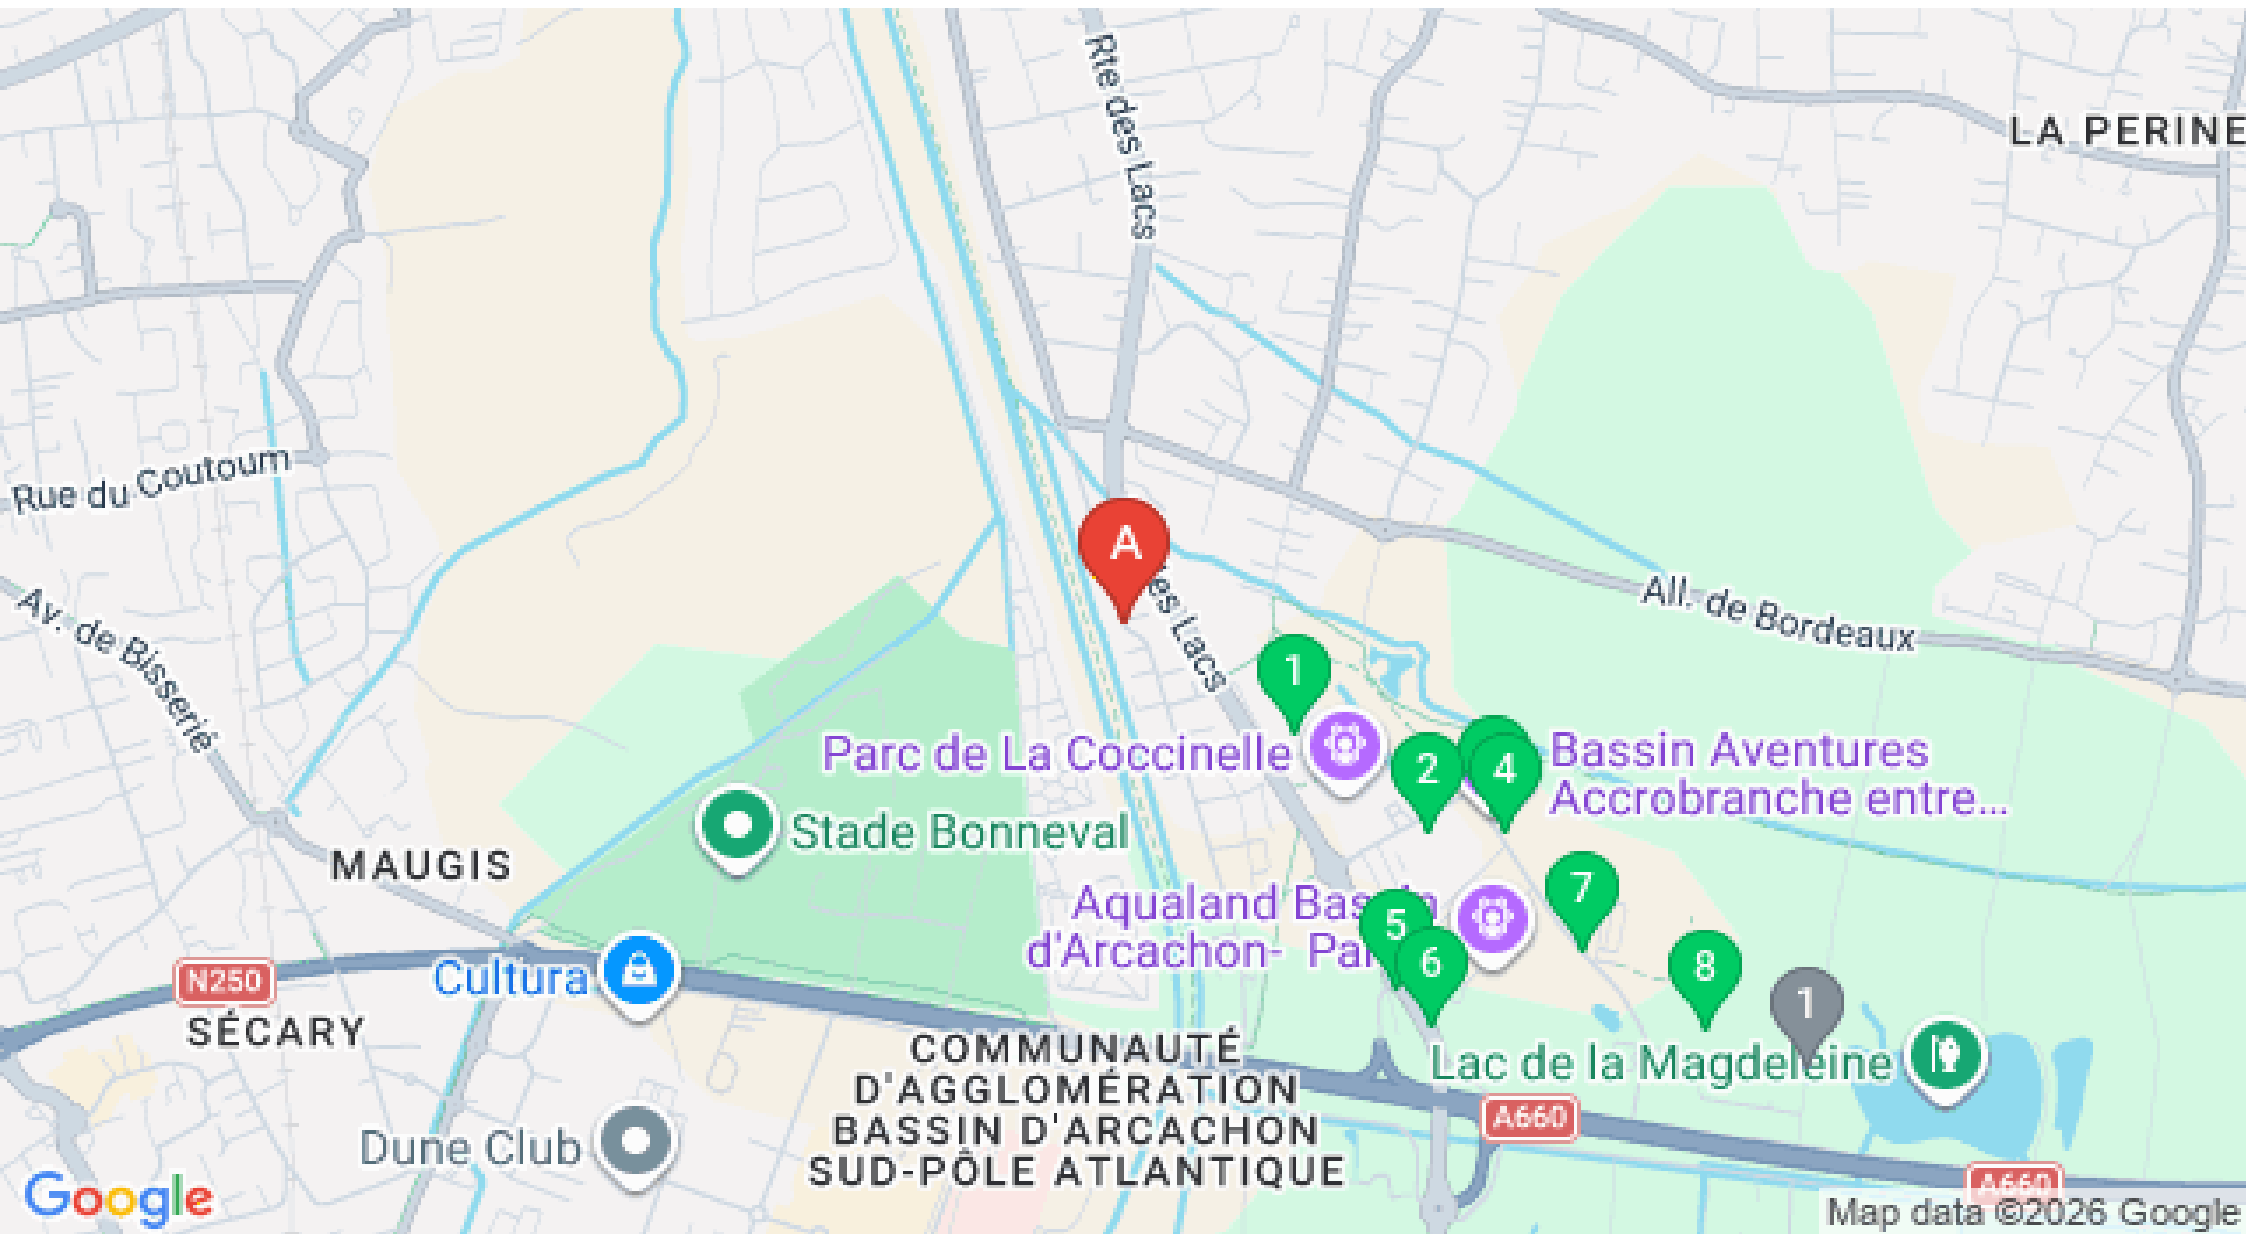 Rte des Lacs
LA PERINE
Rue du Coutoum
A
All. de Bordeaux
Av. de Bisserié
es Lacs
1
Parc de La Coccinelle
2
4
Bassin Aventures
Accrobranche entre...
Stade Bonneval
MAUGIS
7
Aqualand Bas
n
d'Arcachon- Pa
5
6
8
1
N250
Cultura
SÉCARY
COMMUNAUTÉ
D'AGGLOMÉRATION
BASSIN D'ARCACHON
SUD-PÔLE ATLANTIQUE
Lac de la Magdeleine
A660
Dune Club
A660
Google
Map data ©2026 Google